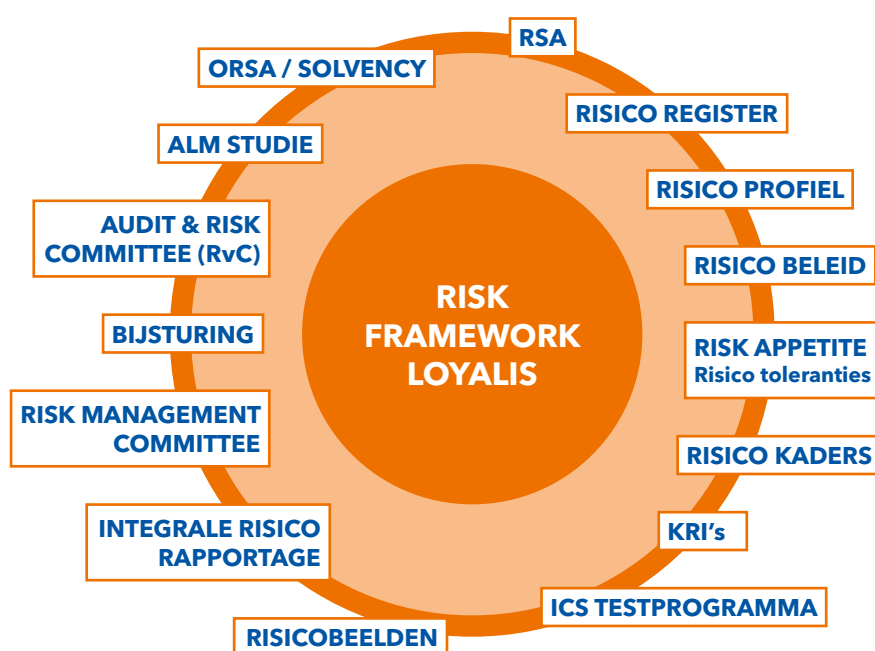 RSA
ORSA / SOLVENCY
RISICO REGISTER
ALM STUDIE
RISICO PROFIEL
AUDIT & RISK
COMMITTEE (RvC)
RISICO BELEID
RISK
FRAMEWORK
LOYALIS
BIJSTURING
RISK APPETITE
Risico toleranties
RISK MANAGEMENT
COMMITTEE
RISICO KADERS
INTEGRALE RISICO
RAPPORTAGE
KRI's
ICS TESTPROGRAMMA
RISICOBEELDEN